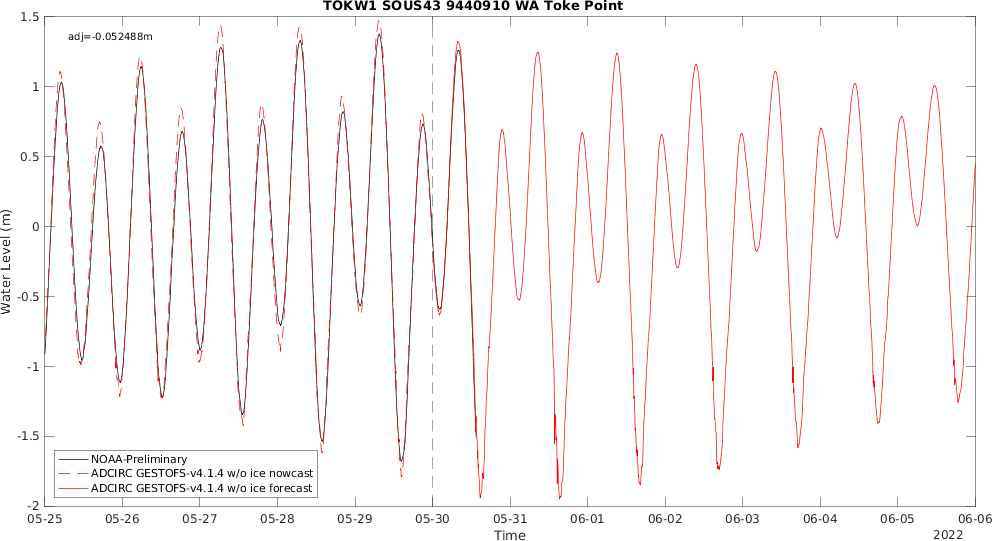 TOKW1 SOUS43 9440910 WA Toke Point
adj=-0.052488m
1.5
1
0.5
0
-0.5
-1
-1.5
-2
Water Level (m)
NOAA-Preliminary
ADCIRC GESTOFS-v4.1.4 w/o ice nowcast
ADCIRC GESTOFS-v4.1.4 w/o ice forecast
05-25 05-26 05-27 05-28 05-29 05-30 05-31 06-01 06-02 06-03 06-04 06-05 06-06
Time
2022